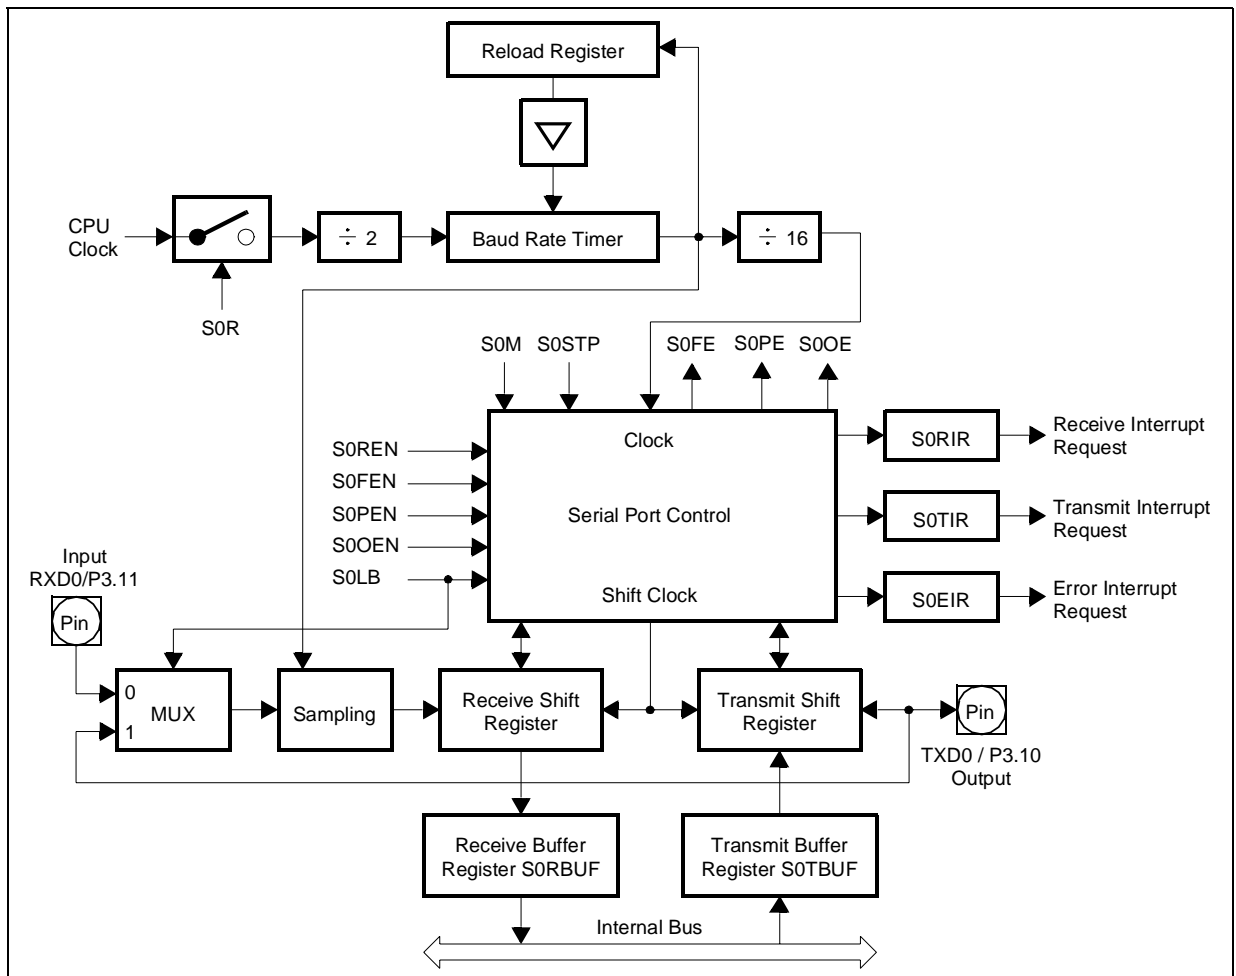 Reload Register
CPU
Clock
÷ 2
Baud Rate Timer
÷ 16
S0R
S0M
S0STP
S0FE
S0PE
S0OE
Clock
S0RIR
Receive Interrupt
Request
S0REN
S0FEN
S0PEN
S0OEN
S0LB
Serial Port Control
S0TIR
Transmit Interrupt
Request
Shift Clock
S0EIR
Error Interrupt
Request
Input
RXD0/P3.11
Pin
0
MUX
1
Sampling
Receive Shift
Register
Transmit Shift
Register
Pin
TXD0 / P3.10
Output
Receive Buffer
Register S0RBUF
Transmit Buffer
Register S0TBUF
Internal Bus